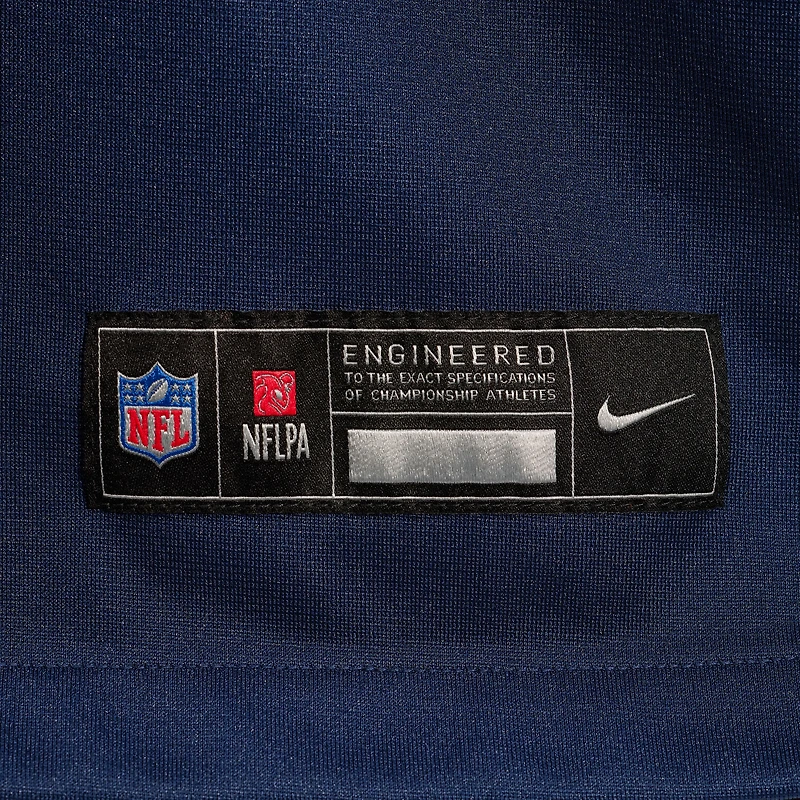 NFL
NFLPA
ENGINEERED
TO THE EXACT SPECIFICATIONS
OF CHAMPIONSHIP ATHLETES